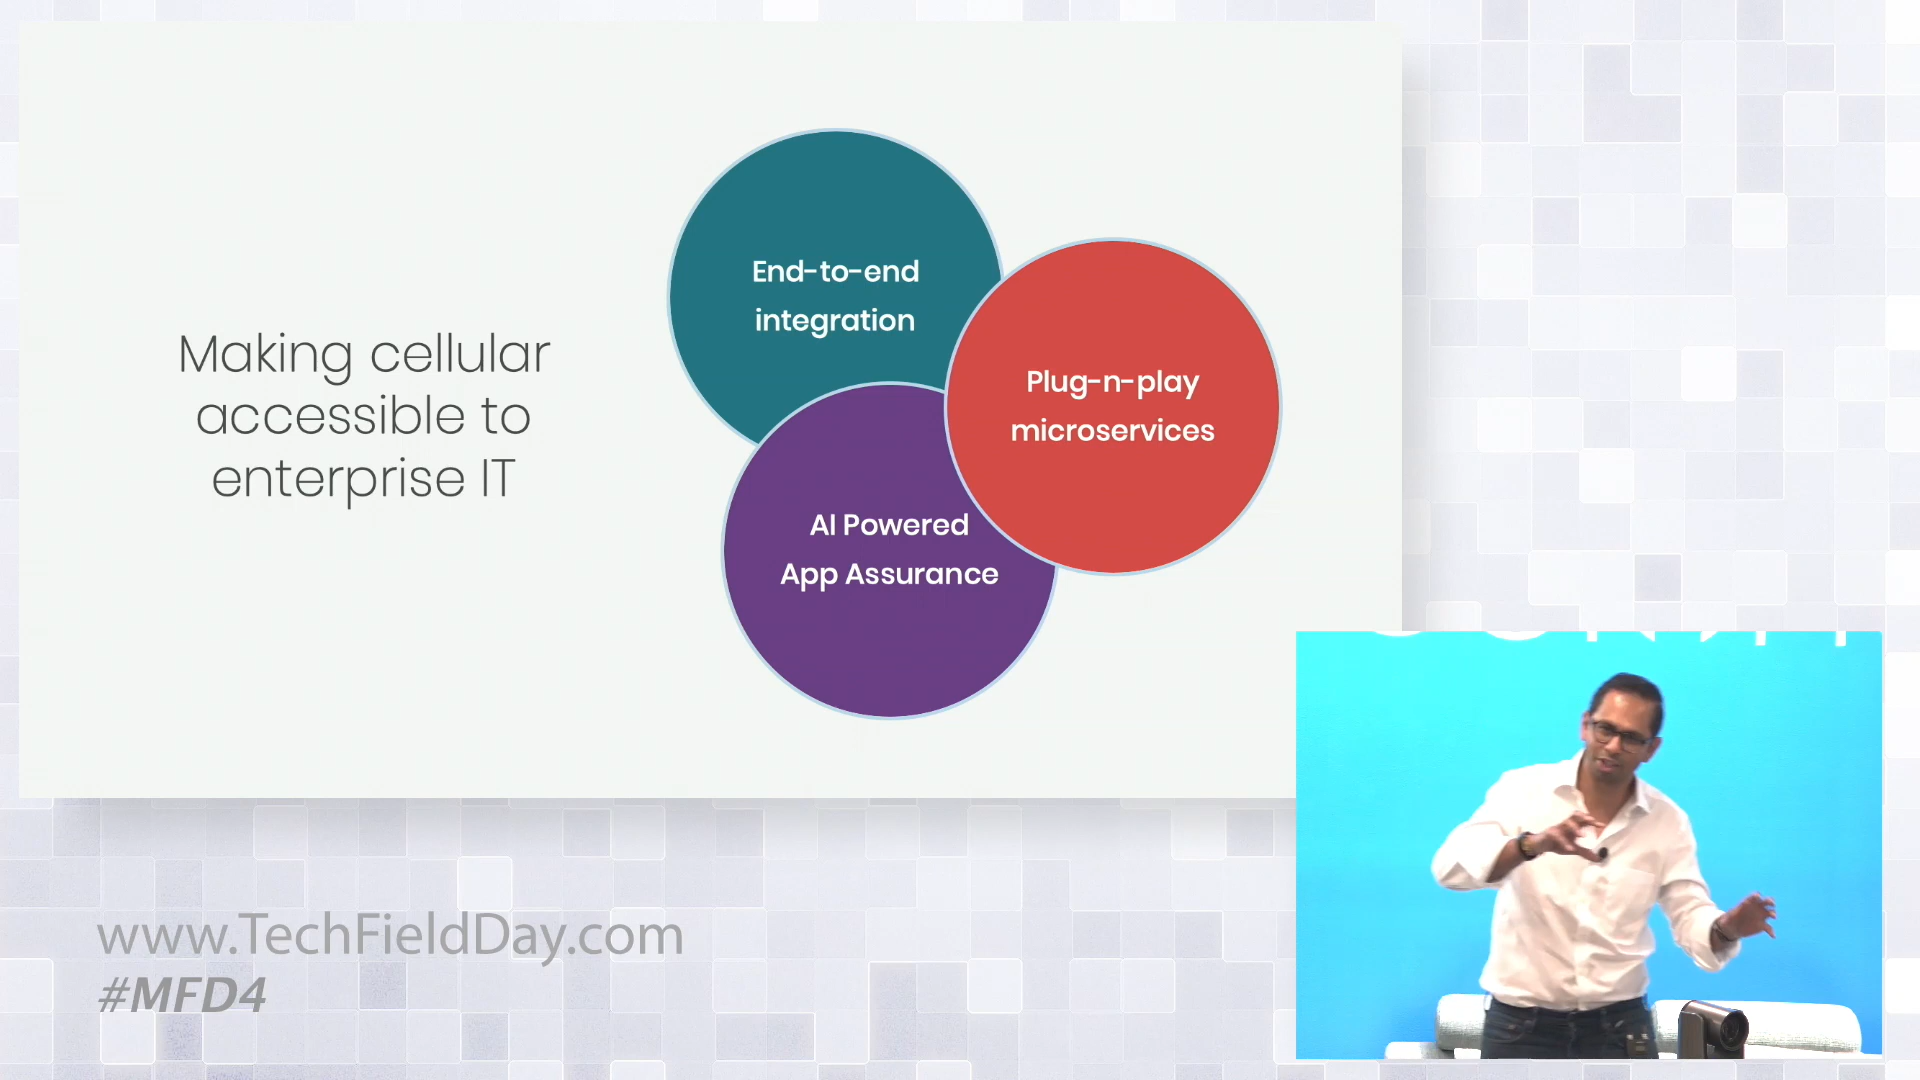 Making cellular
accessible to
enterprise IT
End-to-end
integration
Plug-n-play
microservices
AI Powered
App Assurance
www.TechFieldDay.com
#MFD4